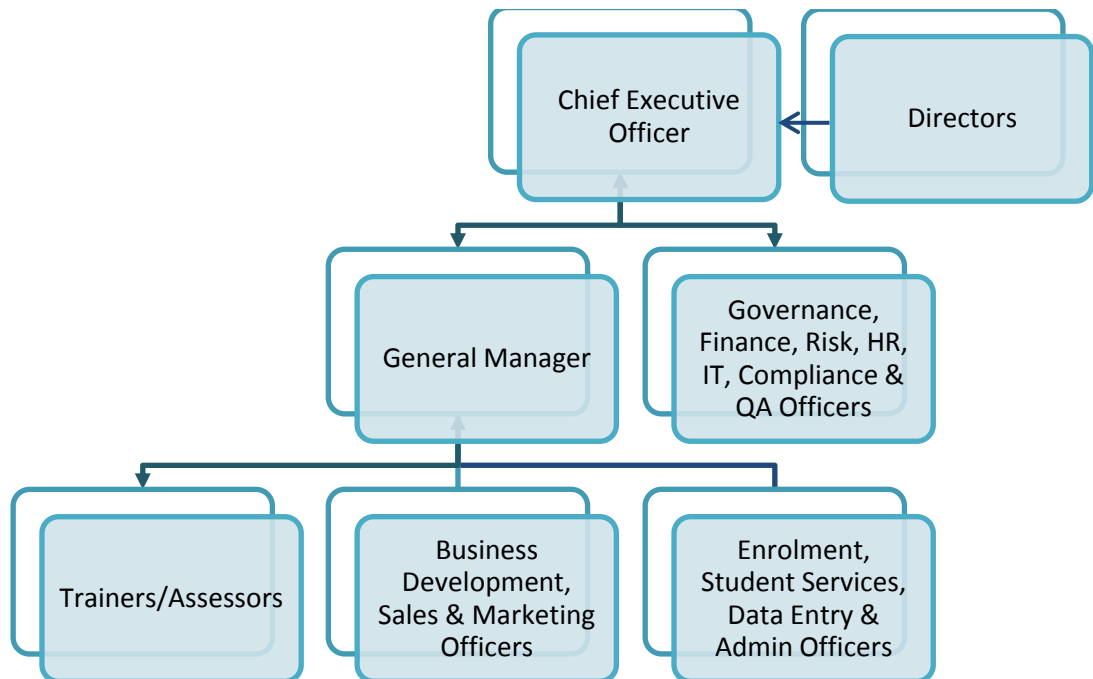 Chief Executive
Officer
Directors
General Manager
Governance,
Finance, Risk, HR,
IT, Compliance &
QA Officers
Trainers/Assessors
Business
Development,
Sales & Marketing
Officers
Enrolment,
Student Services,
Data Entry &
Admin Officers